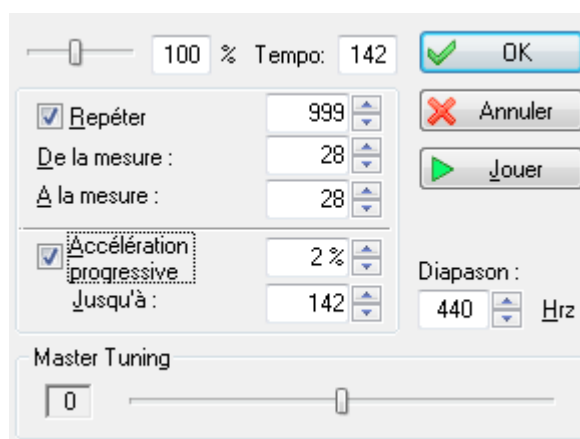 100 % Tempo: 142
OK
Repéter 999
Annuler
De la mesure : 28
Jouer
A la mesure : 28
Accélération
progressive 2 %
Jusqu'à : 142
Diapason :
440 Hrz
Master Tuning
0